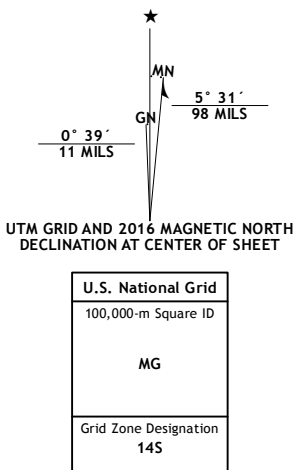 ★
MN
GN
5° 31´
98 MILS
0° 39´
11 MILS
UTM GRID AND 2016 MAGNETIC NORTH
DECLINATION AT CENTER OF SHEET
U.S. National Grid
100,000-m Square ID
MG
Grid Zone Designation
14S